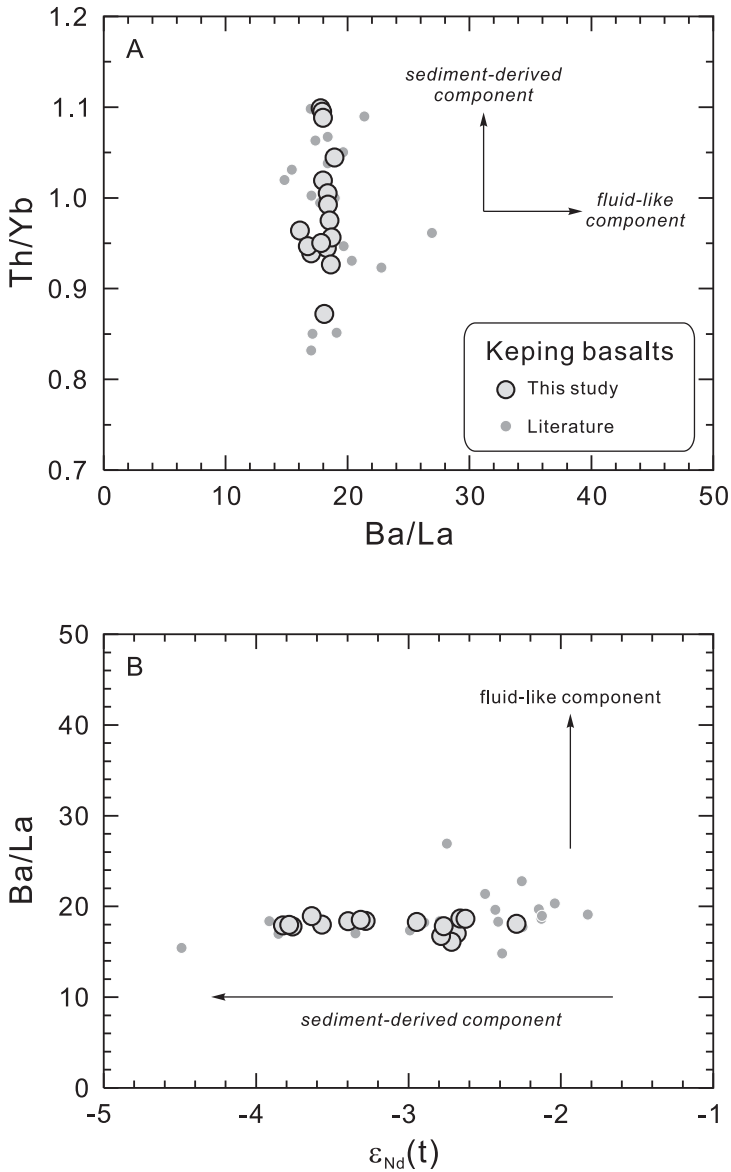 A
1.2
1.1
1.0
0.9
0.8
0.7
Th/Yb
sediment-derived
component
fluid-like
component
Keping basalts
This study
Literature
0
10
20
30
40
50
Ba/La
B
50
40
30
20
10
0
Ba/La
fluid-like component
sediment-derived component
-5
-4
-3
-2
-1
εNd(t)